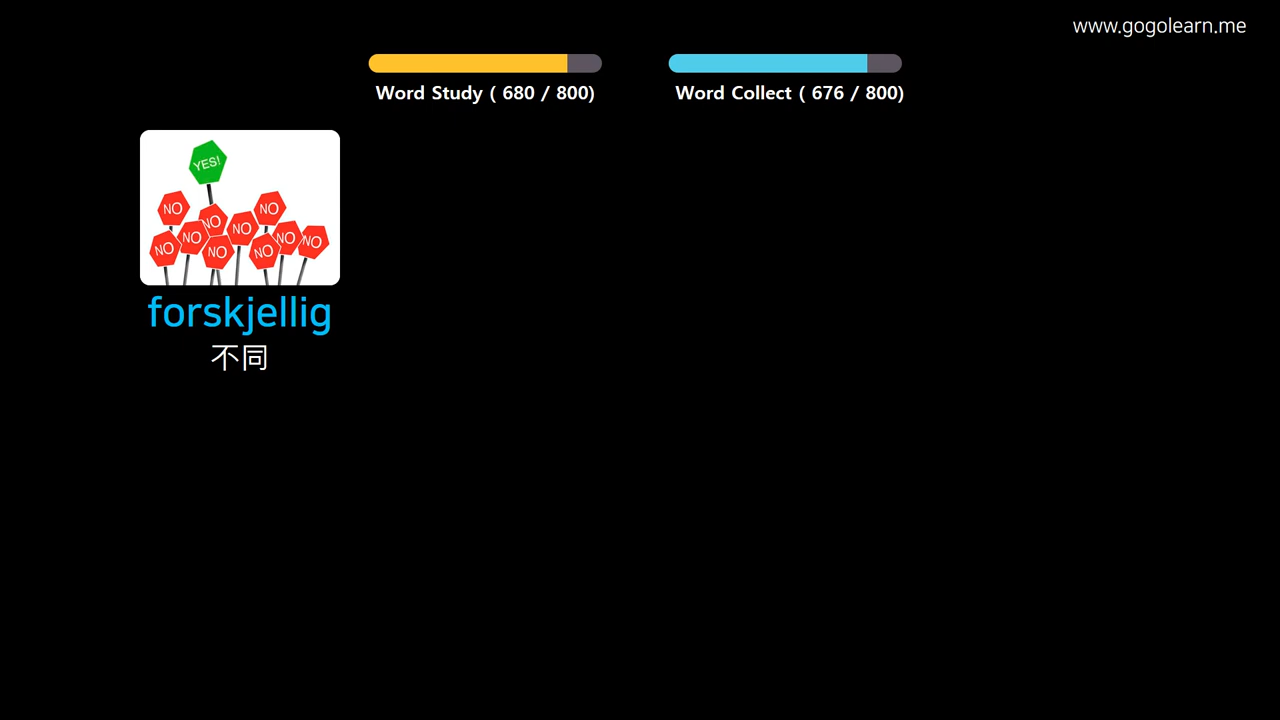 www.gogolearn.me
Word Study ( 680 / 800)
Word Collect ( 676 / 800)
YES!
NO
NO
NO
NO
NO
NO
NO
NO
NO
NO
forskjellig
不同